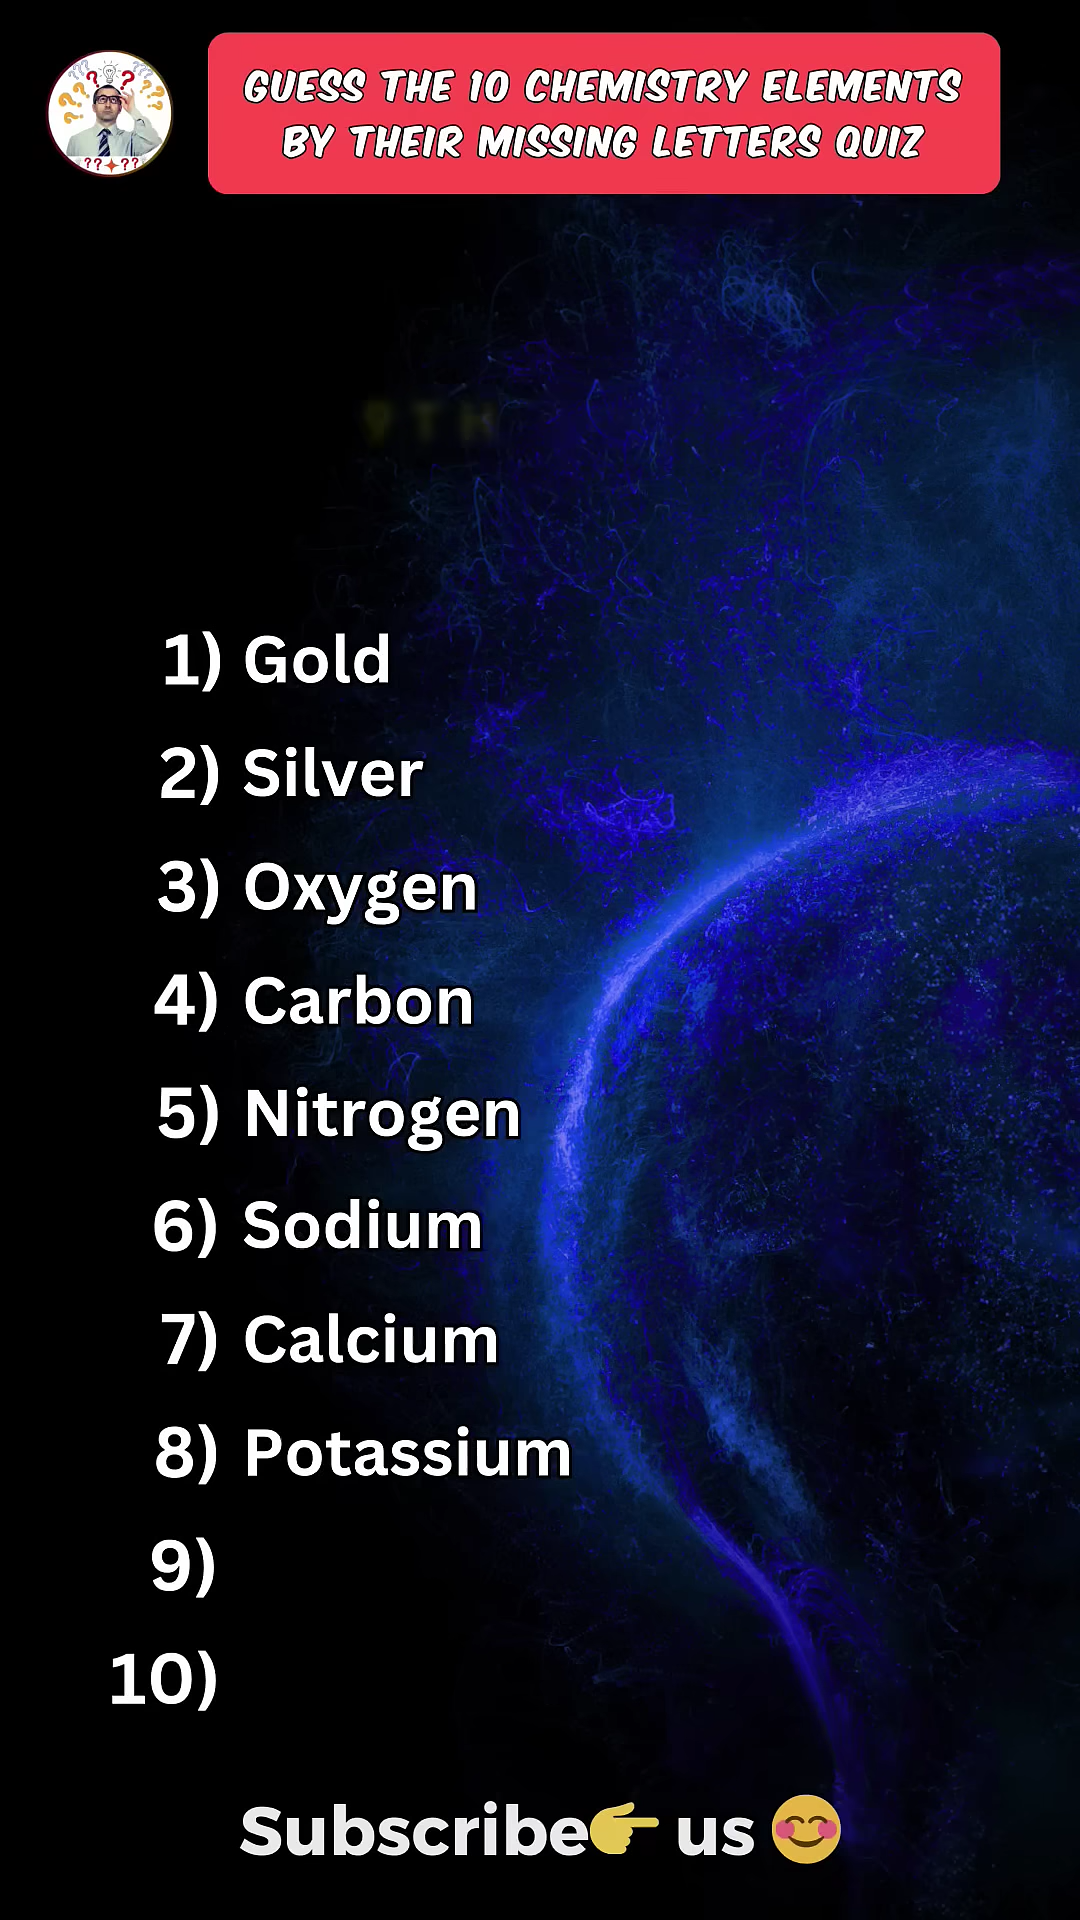 GUESS THE 10 CHEMISTRY ELEMENTS
BY THEIR MISSING LETTERS QUIZ
9TH
1) Gold
2) Silver
3) Oxygen
4) Carbon
5) Nitrogen
6) Sodium
7) Calcium
8) Potassium
9)
10)
Subscribe👉 us 😊